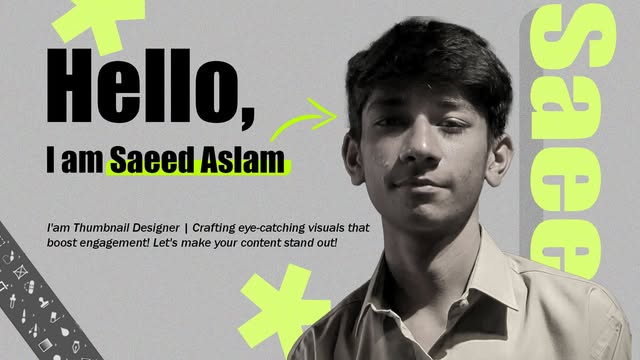 Hello,
I am Saeed Aslam
I'am Thumbnail Designer | Crafting eye-catching visuals that
boost engagement! Let's make your content stand out!
Saee